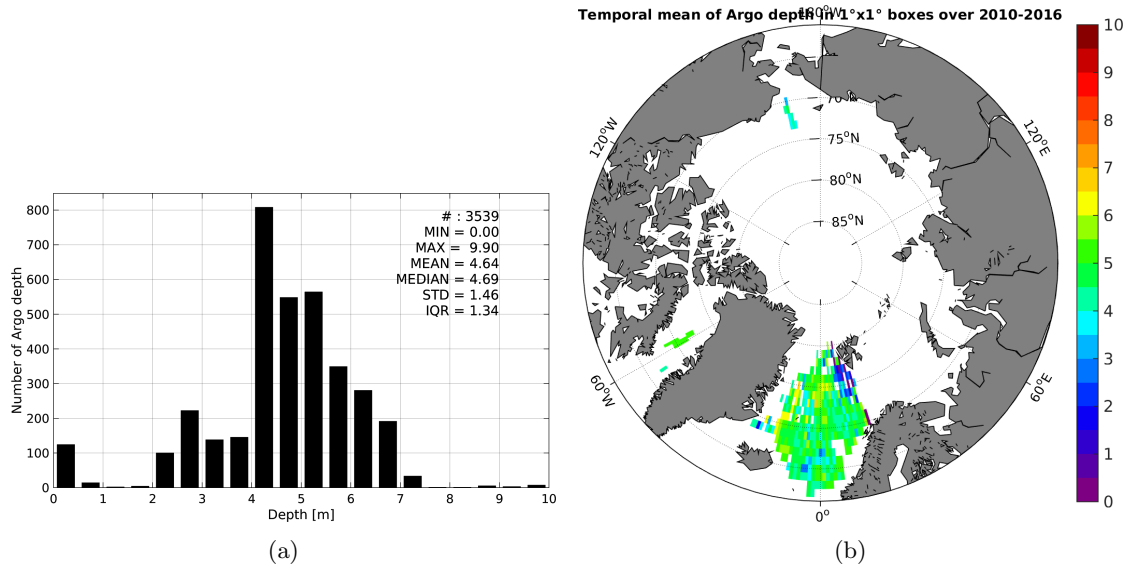 800
700
600
500
400
300
200
100
0
Number of Argo depth
# : 3539
MIN = 0.00
MAX = 9.90
MEAN = 4.64
MEDIAN = 4.69
STD = 1.46
IQR = 1.34
0 1 2 3 4 5 6 7 8 9 10
Depth [m]
(a)
Temporal mean of Argo depth in 1°x1° boxes over 2010-2016
180°W
120°W
120°E
70°N
75°N
80°N
85°N
60°W
60°E
0°
10
9
8
7
6
5
4
3
2
1
0
(b)